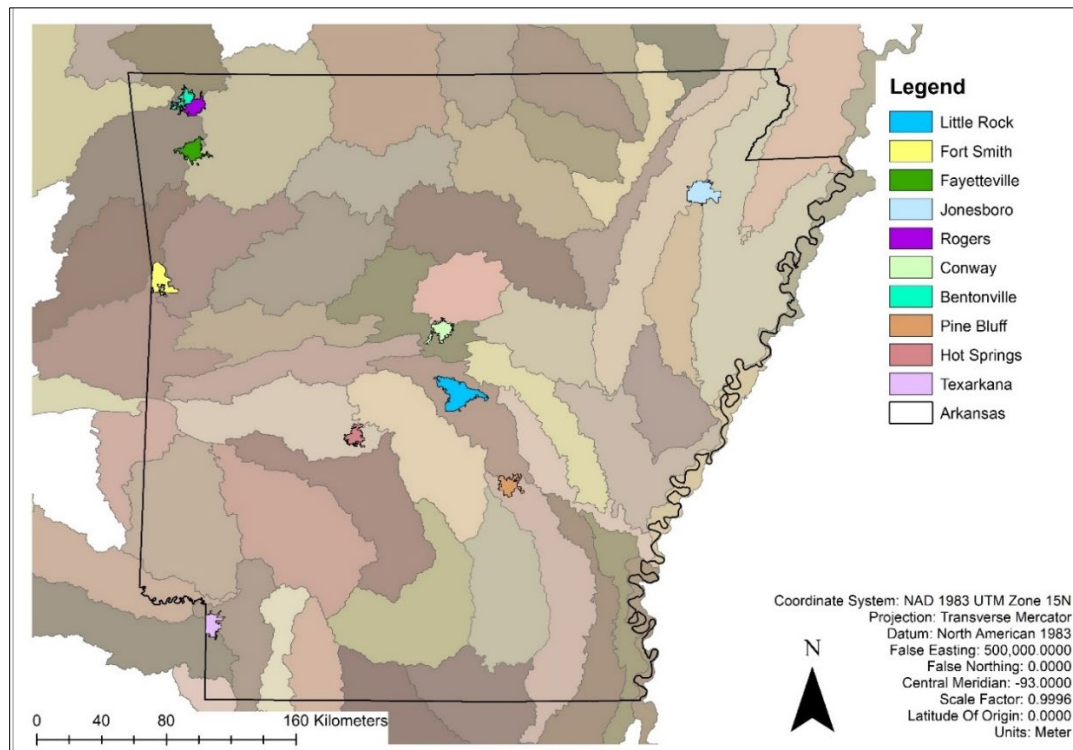 Legend
Little Rock
Fort Smith
Fayetteville
Jonesboro
Rogers
Conway
Bentonville
Pine Bluff
Hot Springs
Texarkana
Arkansas
Coordinate System: NAD 1983 UTM Zone 15N
Projection: Transverse Mercator
Datum: North American 1983
False Easting: 500,000.0000
False Northing: 0.0000
Central Meridian: -93.0000
Scale Factor: 0.9996
Latitude Of Origin: 0.0000
Units: Meter
N
0 40 80 160 Kilometers